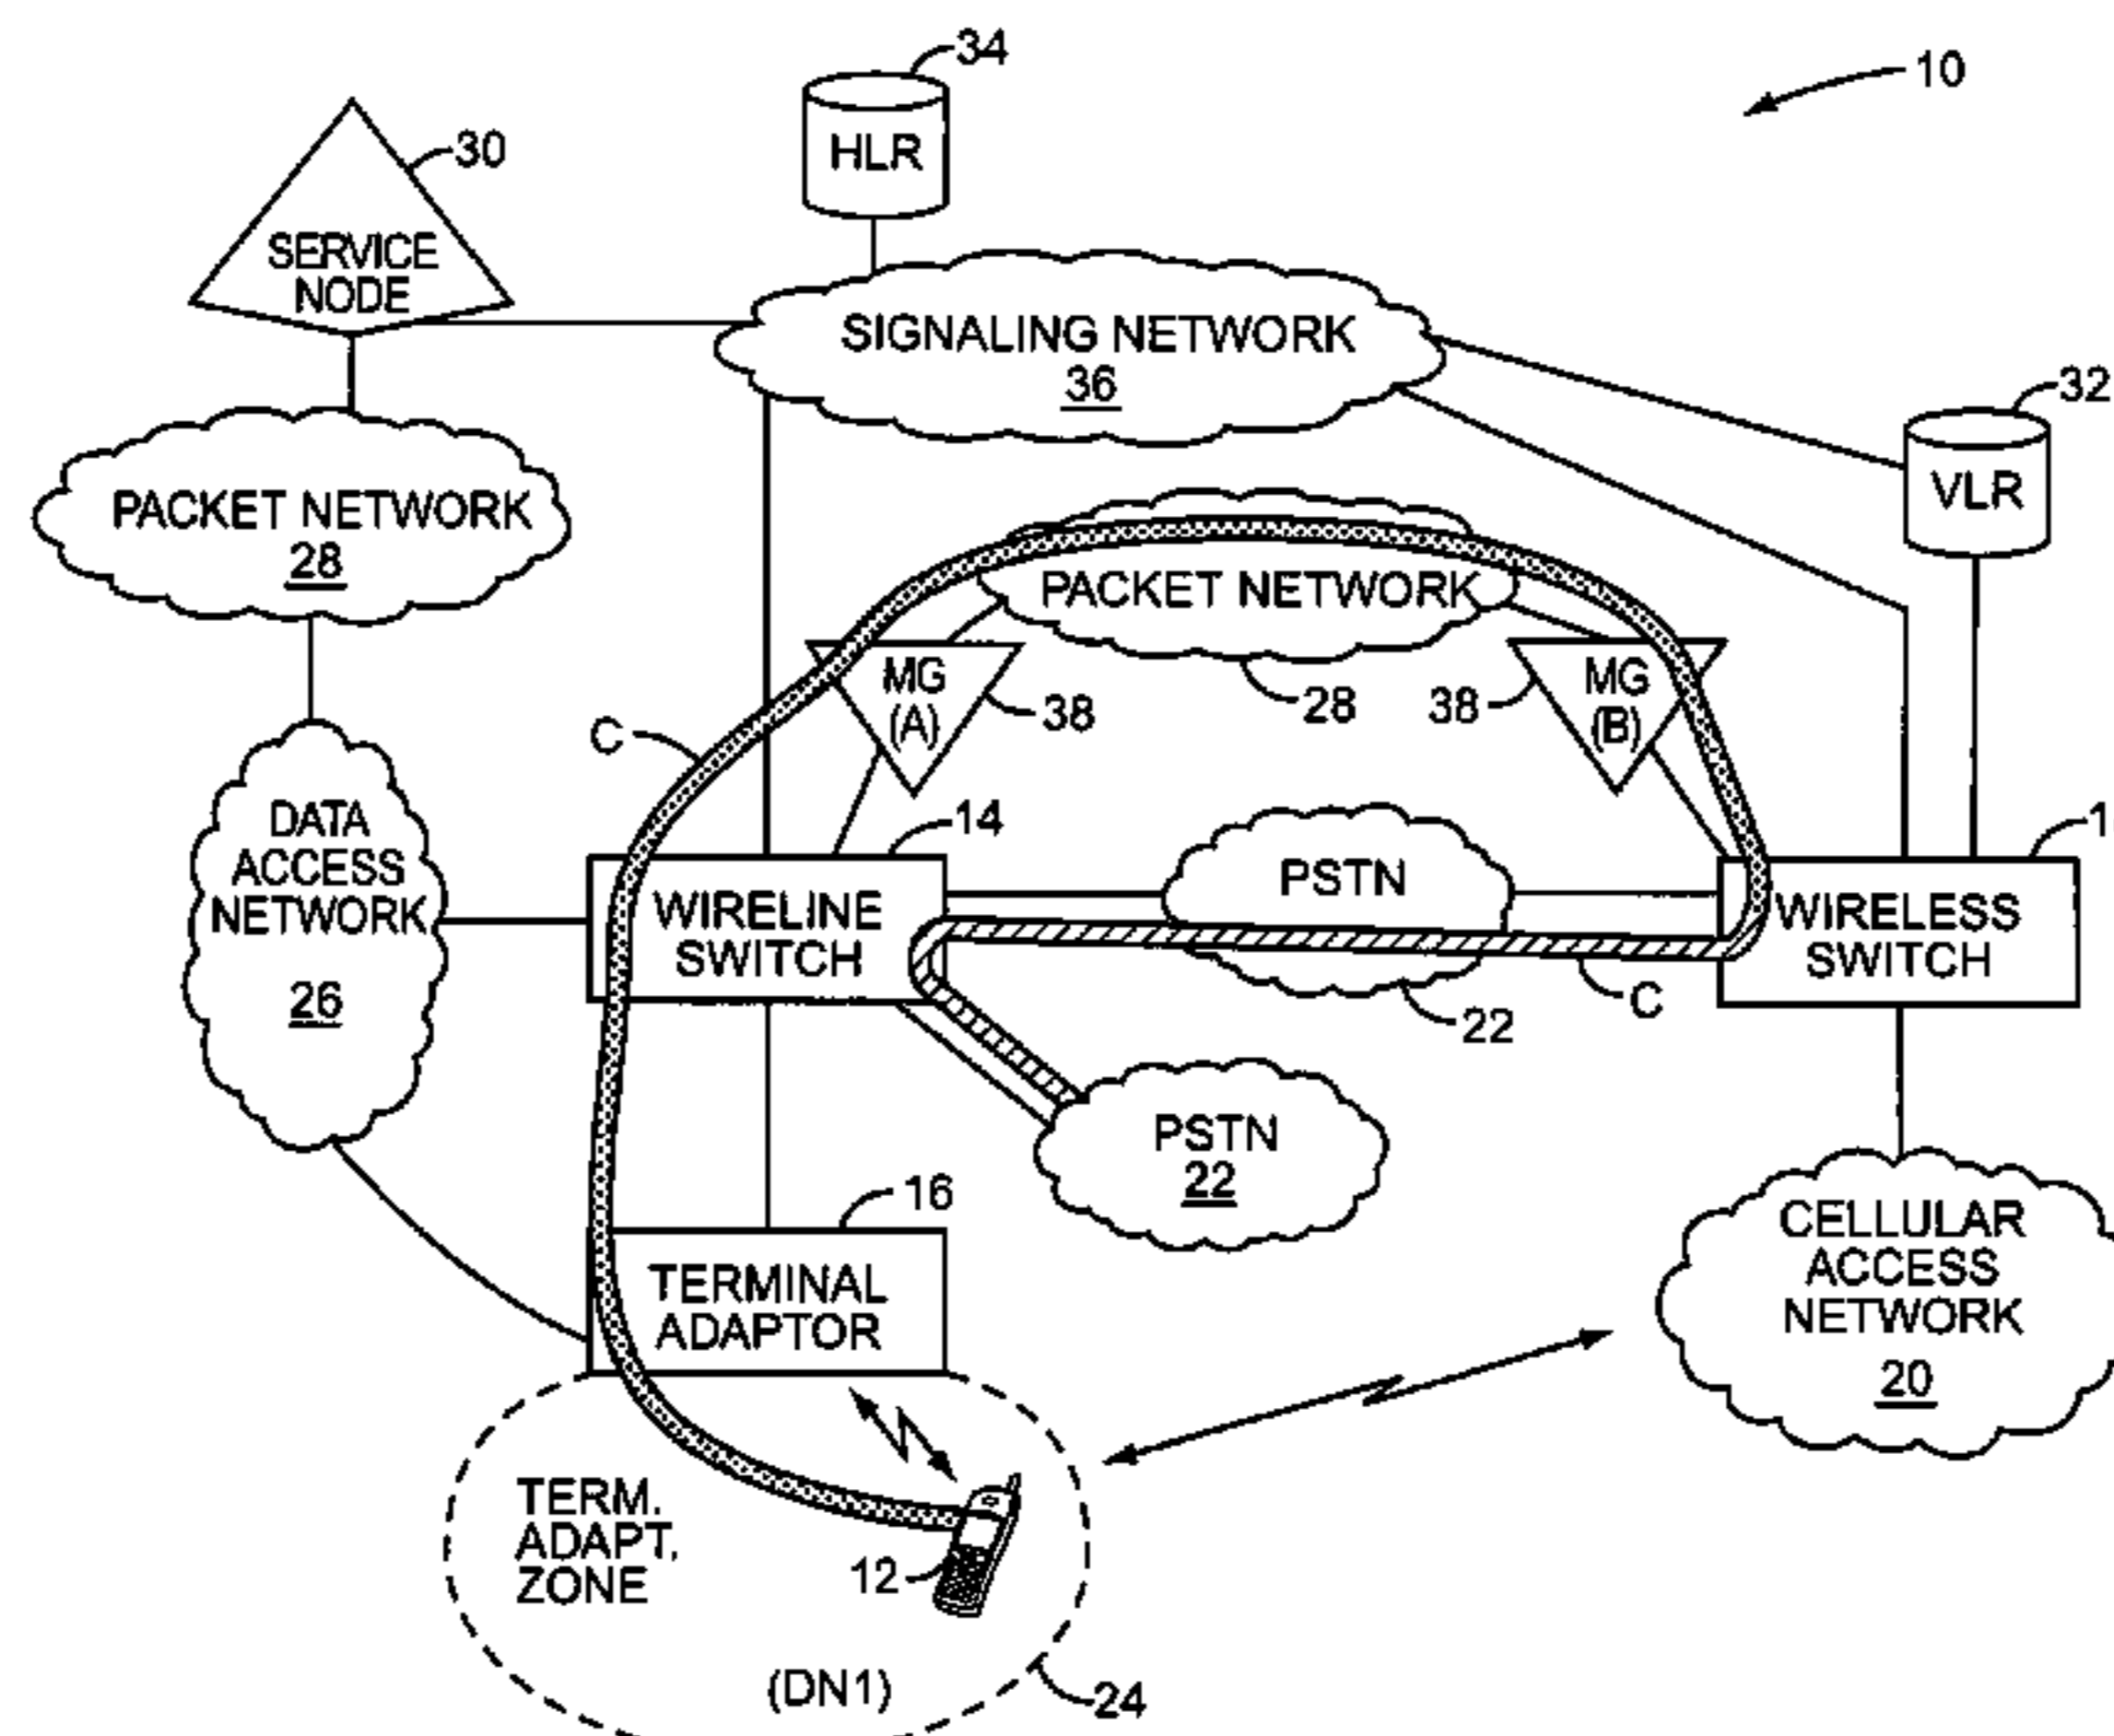 34
10
HLR
30
SERVICE
NODE
SIGNALING NETWORK
36
32
VLR
PACKET NETWORK
28
PACKET NETWORK
28
MG
(A)
38
38
MG
(B)
C
DATA
ACCESS
NETWORK
26
14
WIRELINE
SWITCH
PSTN
22
C
1
WIRELESS
SWITCH
PSTN
22
16
TERMINAL
ADAPTOR
CELLULAR
ACCESS
NETWORK
20
TERM.
ADAPT.
ZONE
12
(DN1)
24